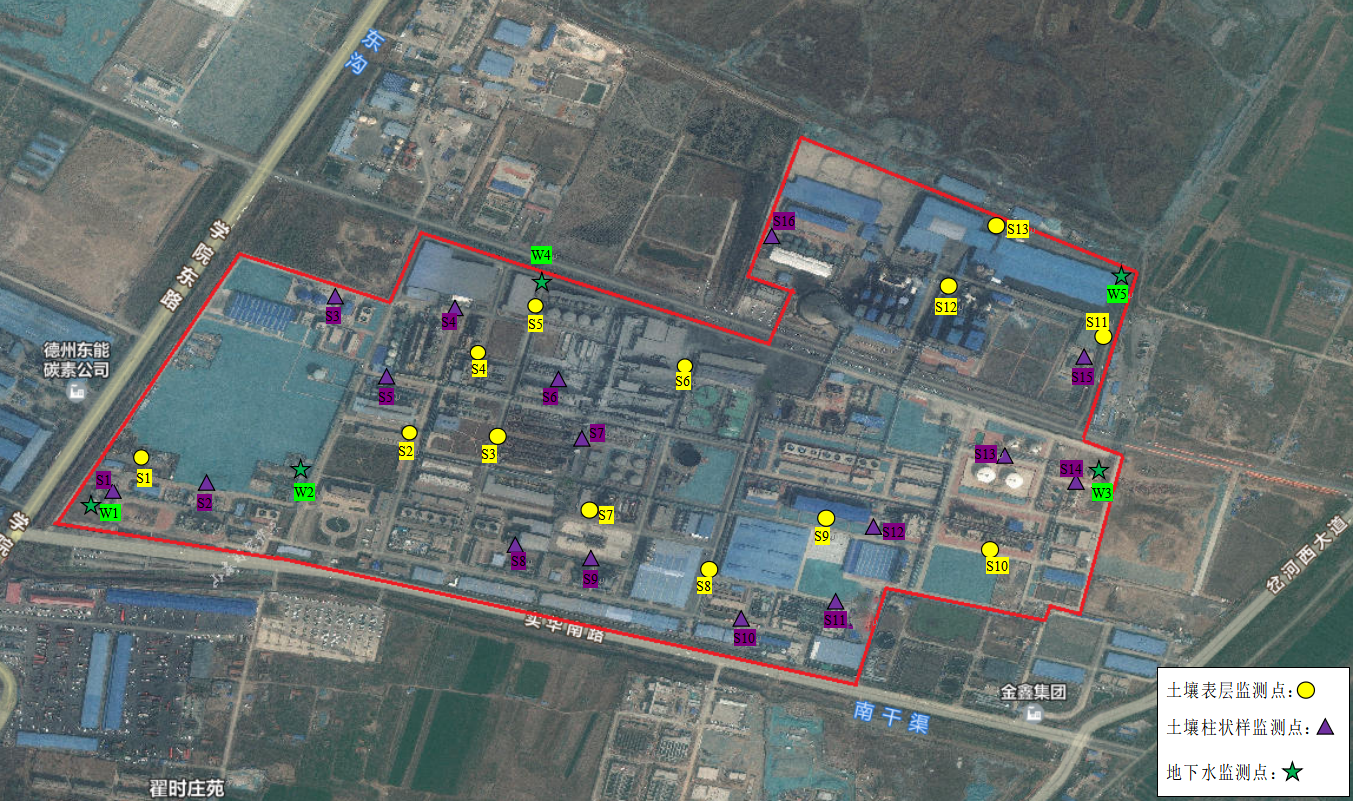 东沟
学院东路
S16
S13
W4
W5
S3
S4
S5
S12
S11
德州东能
碳素公司
S4
S5
S6
S6
S15
S2
S3
S7
S13
S14
S1
S1
S2
W2
W3
W1
S7
学院
S9
S12
S8
S9
S10
S8
岔河西大道
S11
实华南路
S10
金鑫集团
南干渠
土壤表层监测点:
土壤柱状样监测点:
地下水监测点:
翟时庄苑